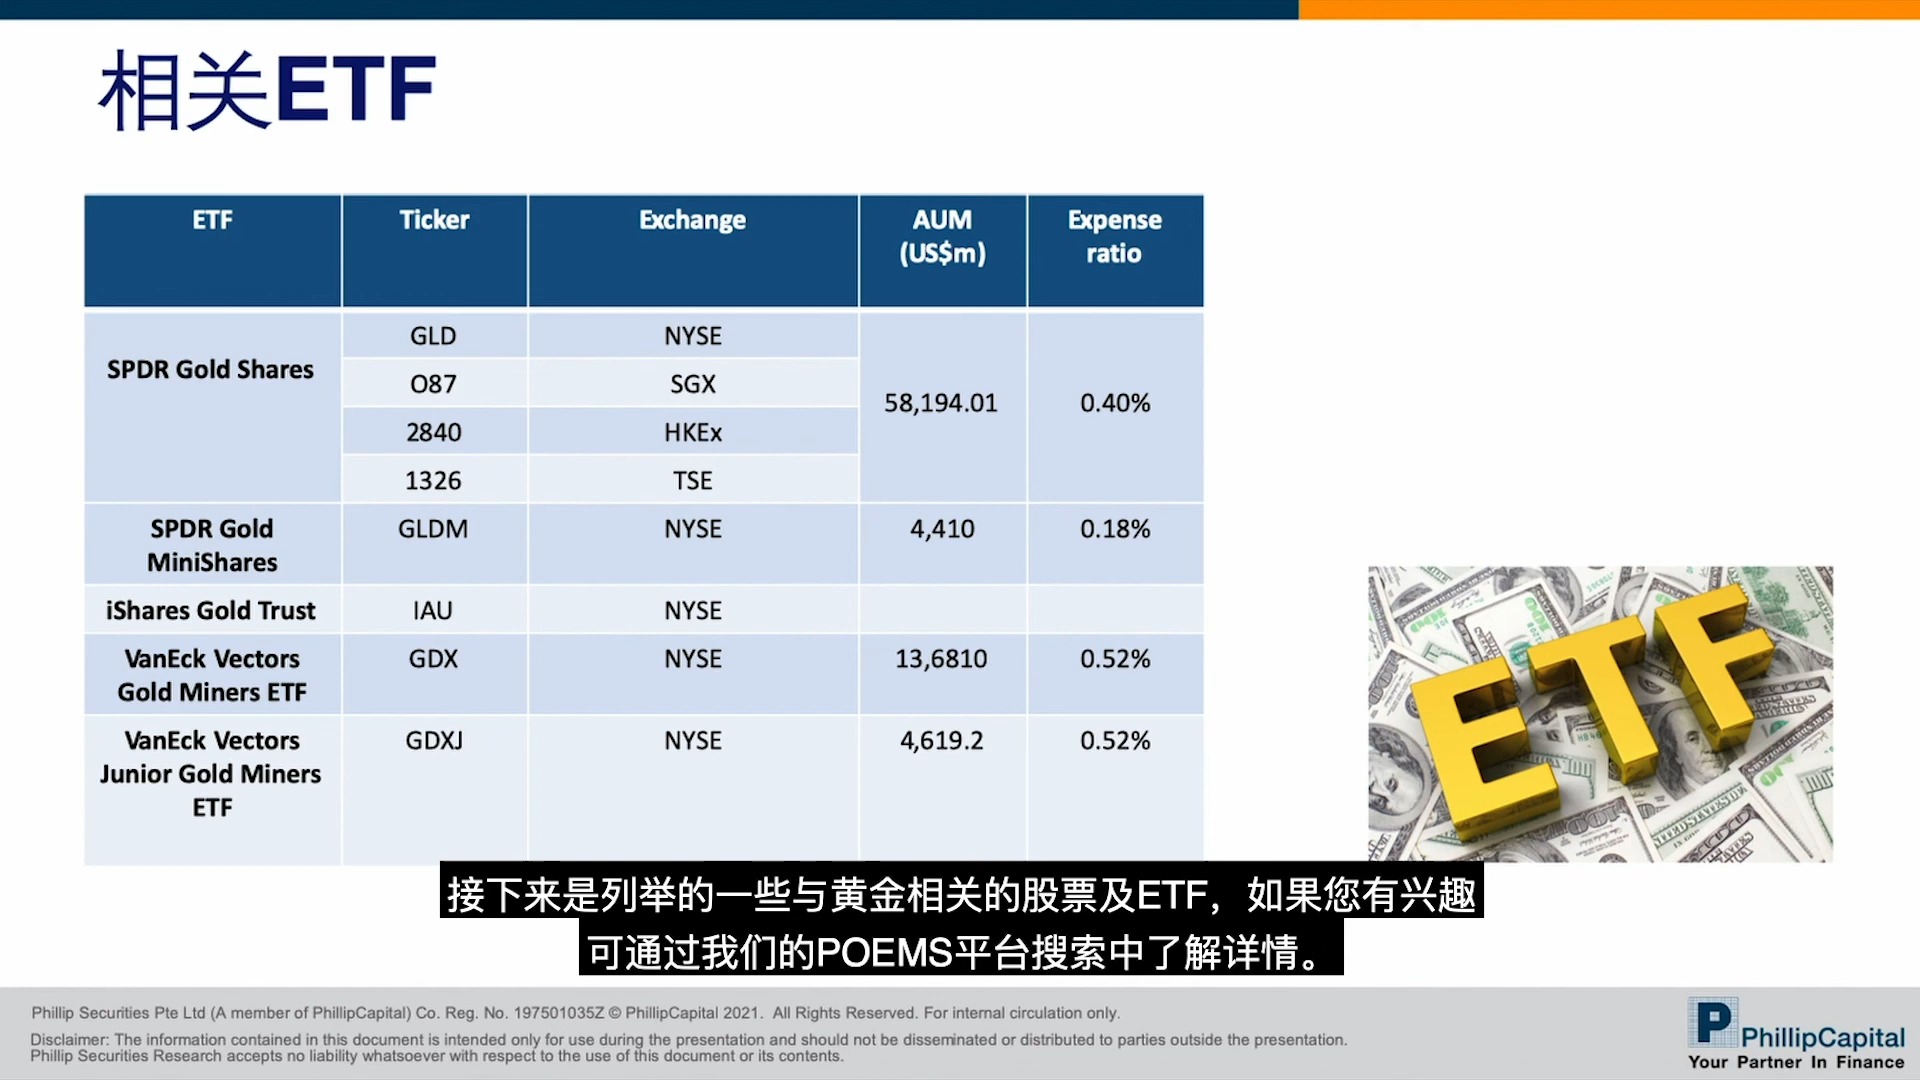 相关ETF
ETF Ticker Exchange AUM (US$m) Expense ratio
SPDR Gold Shares GLD NYSE 58,194.01 0.40%
O87 SGX
2840 HKEx
1326 TSE
SPDR Gold MiniShares GLDM NYSE 4,410 0.18%
iShares Gold Trust IAU NYSE
VanEck Vectors Gold Miners ETF GDX NYSE 13,6810 0.52%
VanEck Vectors Junior Gold Miners ETF GDXJ NYSE 4,619.2 0.52%
ETF
接下来是列举的一些与黄金相关的股票及ETF，如果您有兴趣
可通过我们的POEMS平台搜索中了解详情。
Phillip Securities Pte Ltd (A member of PhillipCapital) Co. Reg. No. 197501035Z © PhillipCapital 2021. All Rights Reserved. For internal circulation only.
Disclaimer: The information contained in this document is intended only for use during the presentation and should not be disseminated or distributed to parties outside the presentation.
Phillip Securities Research accepts no liability whatsoever with respect to the use of this document or its contents.
PhillipCapital
Your Partner In Finance